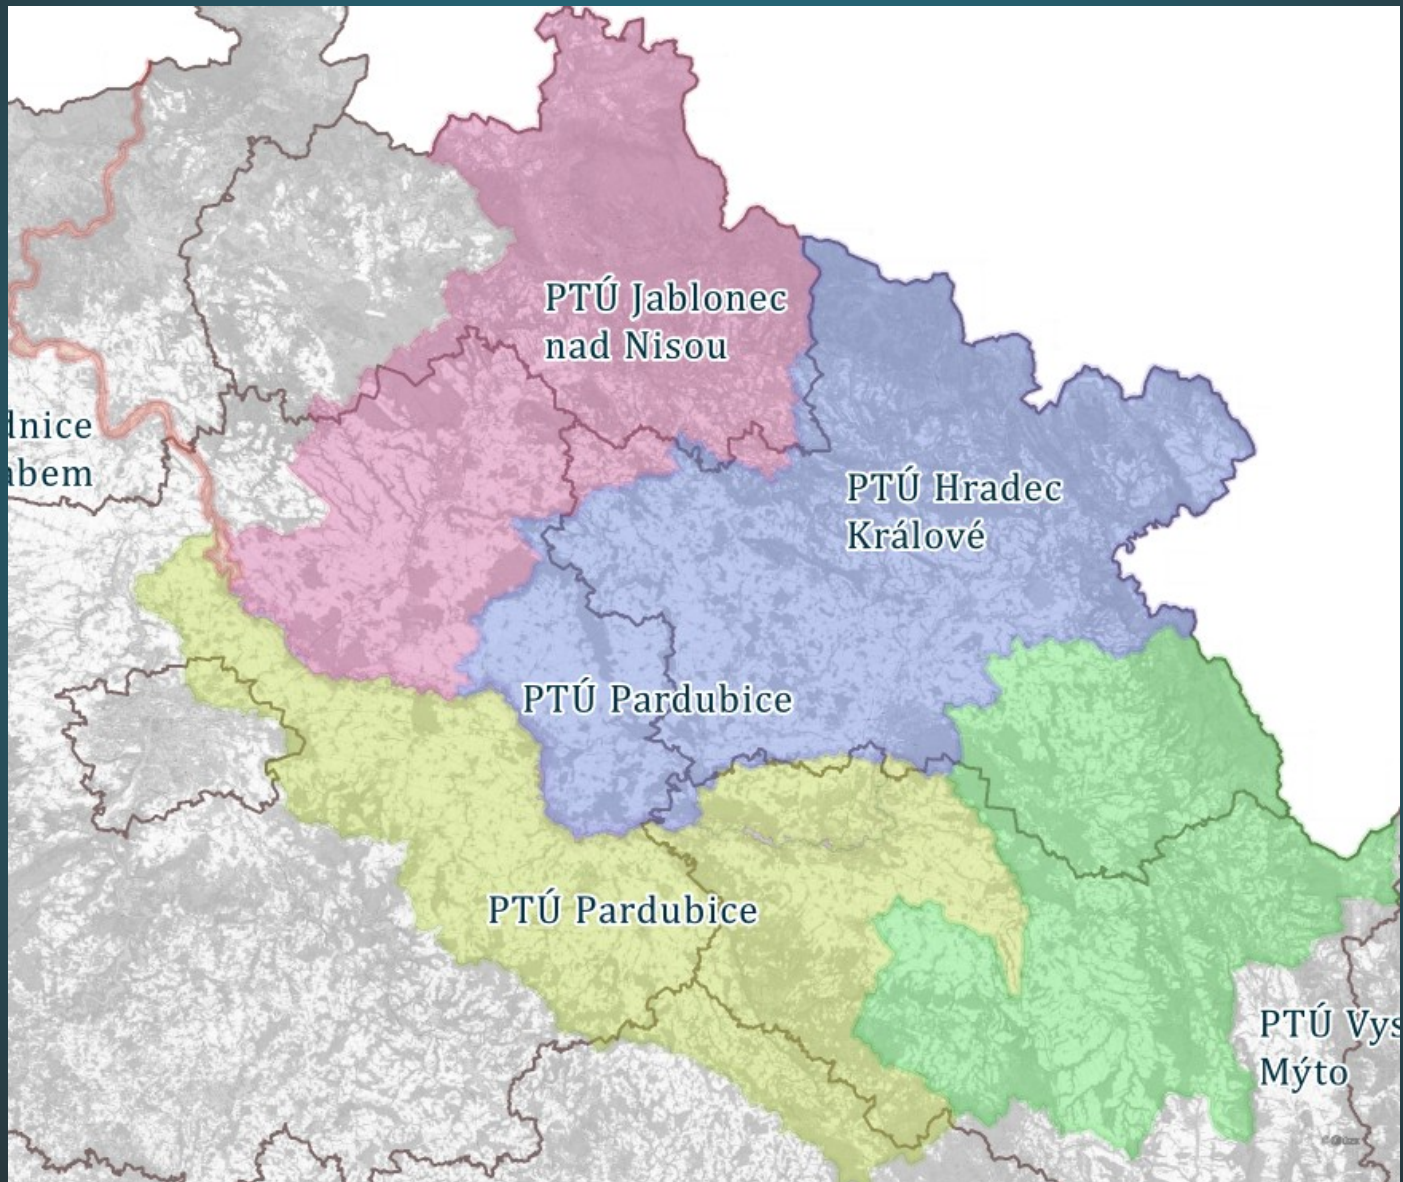 PTÚ Jablonec
nad Nisou
dnice
abem
PTÚ Hradec
Králové
PTÚ Pardubice
PTÚ Pardubice
PTÚ Vys
Mýto